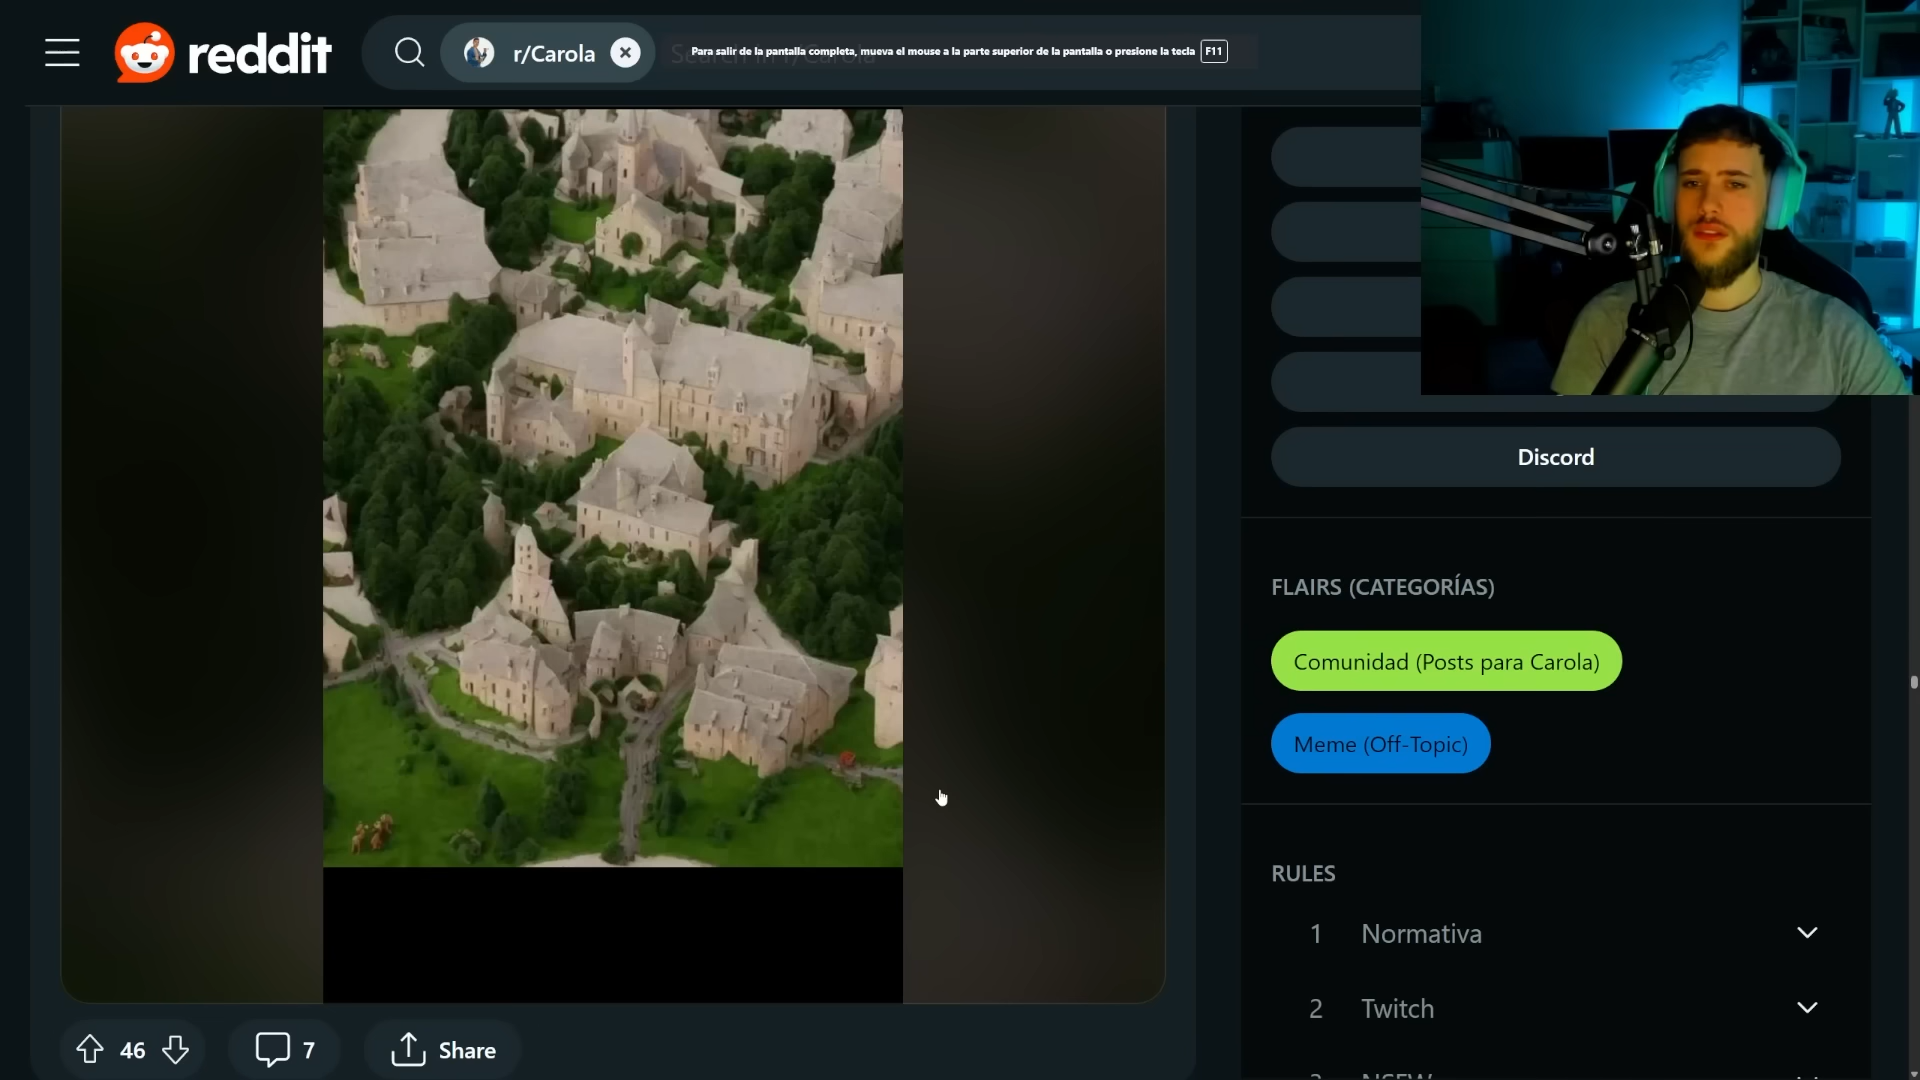 reddit
r/Carola
Para salir de la pantalla completa, mueva el mouse a la parte superior de la pantalla o presione la tecla F11
Discord
FLAIRS (CATEGORÍAS)
Comunidad (Posts para Carola)
Meme (Off-Topic)
RULES
1 Normativa
2 Twitch
46
7
Share